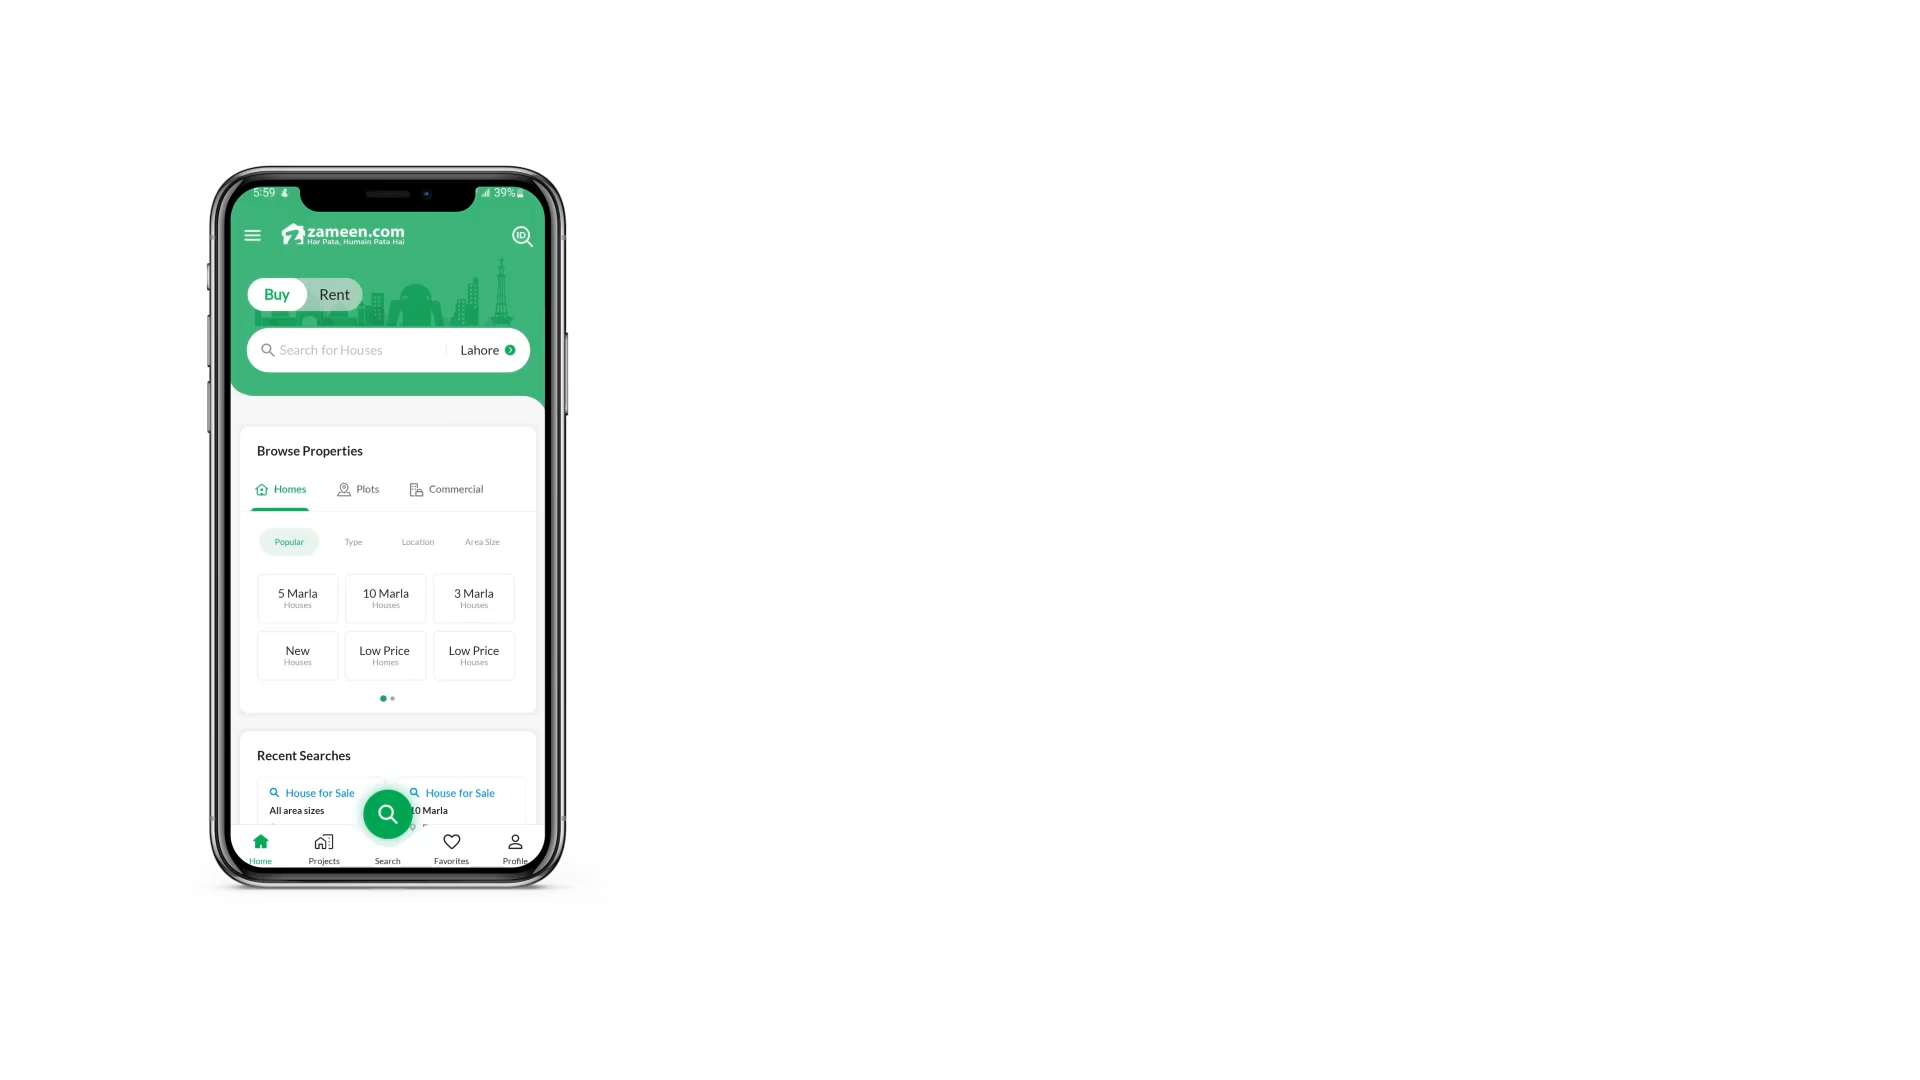 5:59
39%
zameen.com
Har Pata, Humain Pata Hai
ID
Buy
Rent
Search for Houses
Lahore
Browse Properties
Homes
Plots
Commercial
Popular
Type
Location
Area Size
5 Marla
Houses
10 Marla
Houses
3 Marla
Houses
New
Houses
Low Price
Homes
Low Price
Houses
Recent Searches
House for Sale
All area sizes
House for Sale
10 Marla
Home
Projects
Search
Favorites
Profile